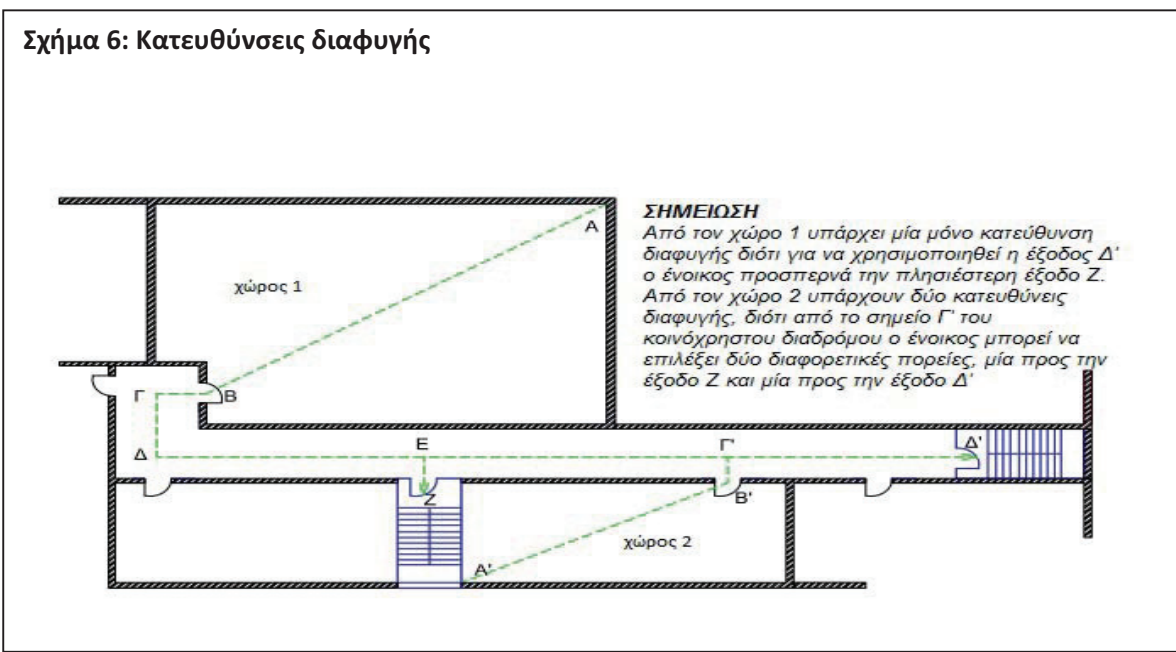 Σχήμα 6: Κατευθύνσεις διαφυγής
ΣΗΜΕΙΩΣΗ
Από τον χώρο 1 υπάρχει μία μόνο κατεύθυνση
διαφυγής διότι για να χρησιμοποιηθεί η έξοδος Δ'
ο ένοικος προσπερνά την πλησιέστερη έξοδο Ζ.
Από τον χώρο 2 υπάρχουν δύο κατευθύνεις
διαφυγής, διότι από το σημείο Γ' του
κοινόχρηστου διαδρόμου ο ένοικος μπορεί να
επιλέξει δύο διαφορετικές πορείες, μία προς την
έξοδο Ζ και μία προς την έξοδο Δ'
Α
χώρος 1
Γ
Β
Δ
Ε
Γ'
Δ'
Ζ
Β'
χώρος 2
Α'